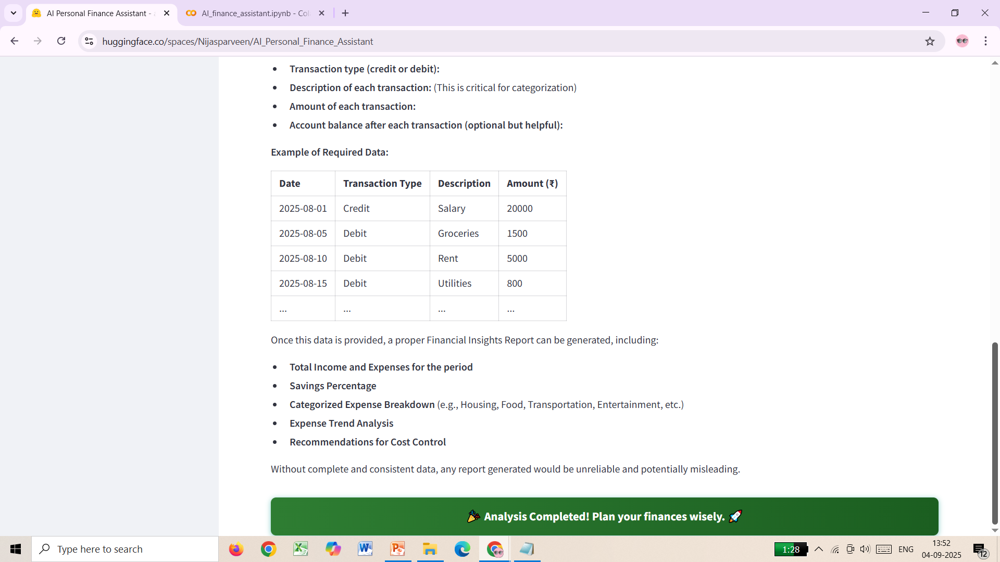 AI Personal Finance Assistant - a
AI_finance_assistant.ipynb - Col
huggingface.co/spaces/Nijasparveen/AI_Personal_Finance_Assistant
Transaction type (credit or debit):
Description of each transaction: (This is critical for categorization)
Amount of each transaction:
Account balance after each transaction (optional but helpful):
Example of Required Data:
Date Transaction Type Description Amount (₹)
2025-08-01 Credit Salary 20000
2025-08-05 Debit Groceries 1500
2025-08-10 Debit Rent 5000
2025-08-15 Debit Utilities 800
... ... ... ...
Once this data is provided, a proper Financial Insights Report can be generated, including:
Total Income and Expenses for the period
Savings Percentage
Categorized Expense Breakdown (e.g., Housing, Food, Transportation, Entertainment, etc.)
Expense Trend Analysis
Recommendations for Cost Control
Without complete and consistent data, any report generated would be unreliable and potentially misleading.
🎉 Analysis Completed! Plan your finances wisely. 🚀
Type here to search
1:28
ENG
13:52
04-09-2025
12